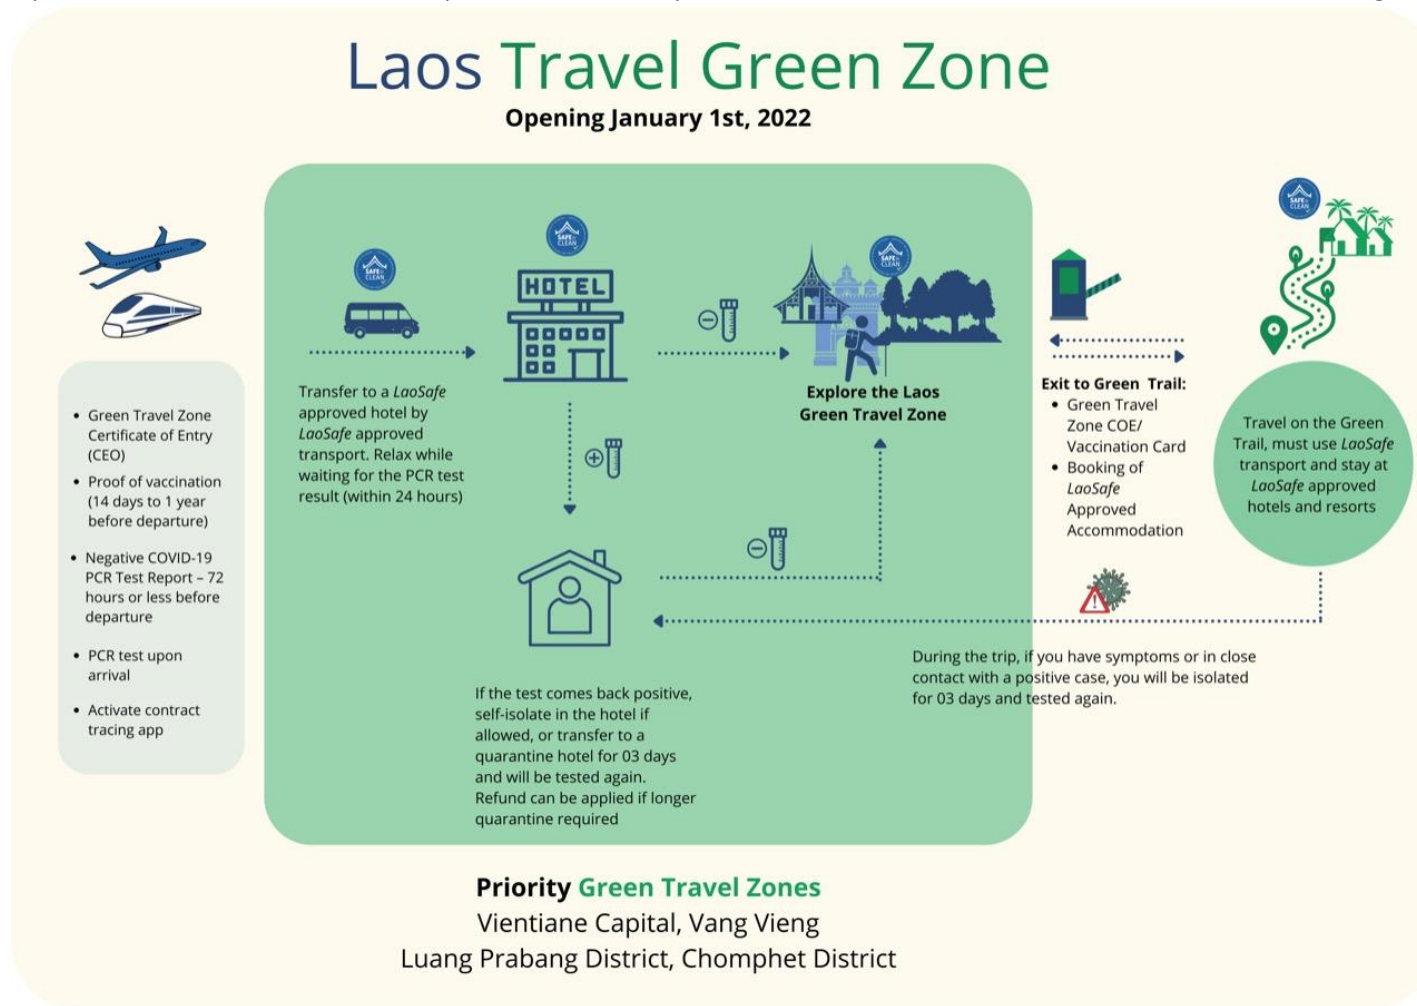 Laos Travel Green Zone
Opening January 1st, 2022
• Green Travel Zone
Certificate of Entry
(CEO)
• Proof of vaccination
(14 days to 1 year
before departure)
• Negative COVID-19
PCR Test Report – 72
hours or less before
departure
• PCR test upon
arrival
• Activate contract
tracing app
SAFE
CLEAN
Transfer to a LaoSafe
approved hotel by
LaoSafe approved
transport. Relax while
waiting for the PCR test
result (within 24 hours)
SAFE
CLEAN
HOTEL
SAFE
CLEAN
Explore the Laos
Green Travel Zone
If the test comes back positive,
self-isolate in the hotel if
allowed, or transfer to a
quarantine hotel for 03 days
and will be tested again.
Refund can be applied if longer
quarantine required
Exit to Green Trail:
• Green Travel
Zone COE/
Vaccination Card
• Booking of
LaoSafe
Approved
Accommodation
SAFE
CLEAN
Travel on the Green
Trail, must use LaoSafe
transport and stay at
LaoSafe approved
hotels and resorts
During the trip, if you have symptoms or in close
contact with a positive case, you will be isolated
for 03 days and tested again.
Priority Green Travel Zones
Vientiane Capital, Vang Vieng
Luang Prabang District, Chomphet District